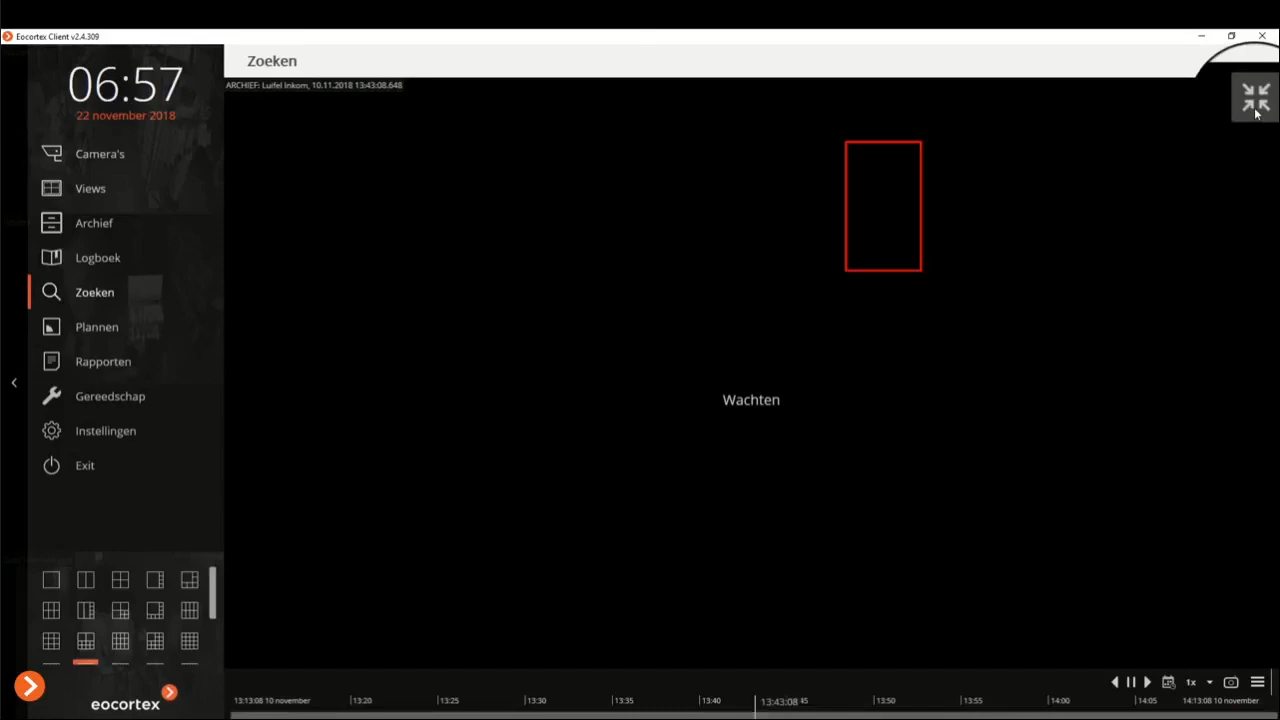 Eocortex Client v2.4.309
06:57
22 november 2018
Camera's
Views
Archief
Logboek
Zoeken
Plannen
Rapporten
Gereedschap
Instellingen
Exit
eocortex
Zoeken
ARCHIEF: Luifel Inkom, 10.11.2018 13:43:08.648
Wachten
1x
13:13:08 10 november 13:20 13:25 13:30 13:35 13:40 13:43:08 45 13:50 13:55 14:00 14:05 14:13:08 10 november